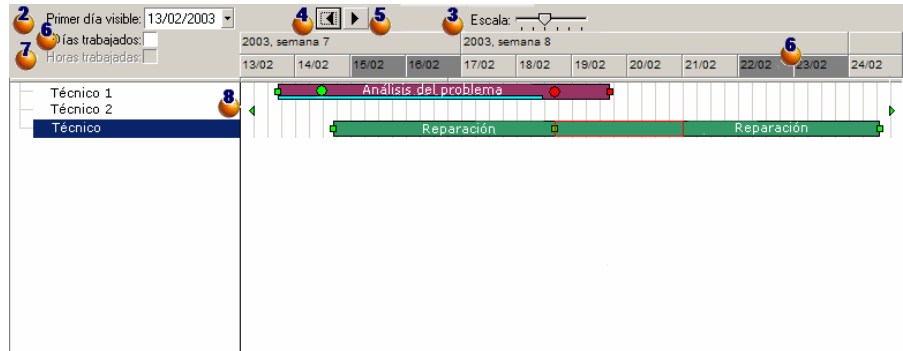 2 Primer día visible: 13/02/2003 4 5 3 Escala:
6 Días trabajados:
7 Horas trabajadas:
2003, semana 7 2003, semana 8 6
13/02 14/02 15/02 16/02 17/02 18/02 19/02 20/02 21/02 22/02 23/02 24/02
Técnico 1 8 Análisis del problema
Técnico 2
Técnico Reparación Reparación